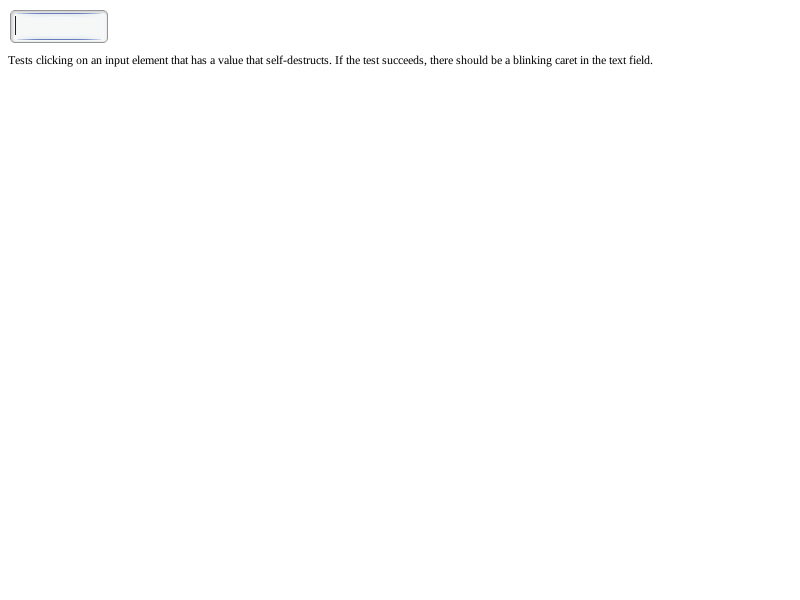 Tests clicking on an input element that has a value that self-destructs. If the test succeeds, there should be a blinking caret in the text field.